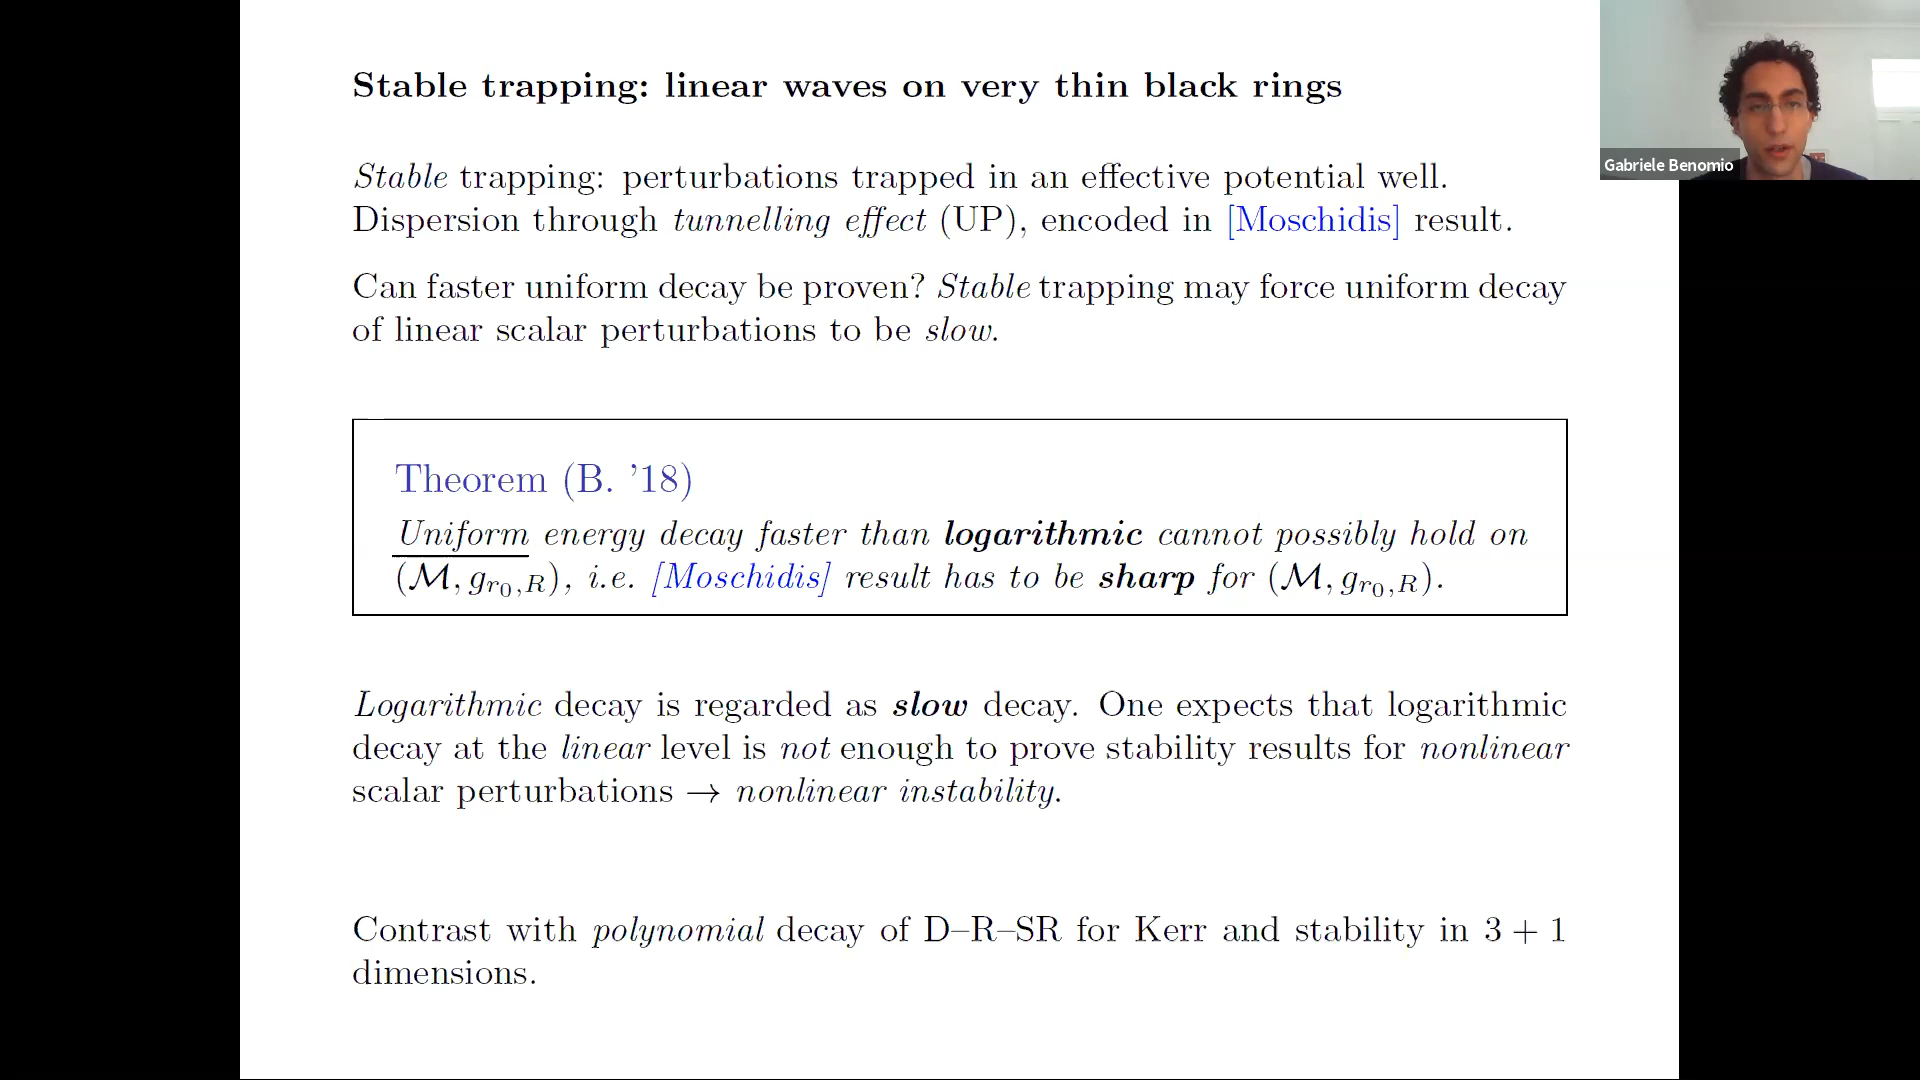 Stable trapping: linear waves on very thin black rings
Gabriele Benomio
Stable trapping: perturbations trapped in an effective potential well.
Dispersion through tunnelling effect (UP), encoded in [Moschidis] result.
Can faster uniform decay be proven? Stable trapping may force uniform decay
of linear scalar perturbations to be slow.
Theorem (B. '18)
Uniform energy decay faster than logarithmic cannot possibly hold on
(ℳ, g_{r_0,R}), i.e. [Moschidis] result has to be sharp for (ℳ, g_{r_0,R}).
Logarithmic decay is regarded as slow decay. One expects that logarithmic
decay at the linear level is not enough to prove stability results for nonlinear
scalar perturbations → nonlinear instability.
Contrast with polynomial decay of D–R–SR for Kerr and stability in 3 + 1
dimensions.